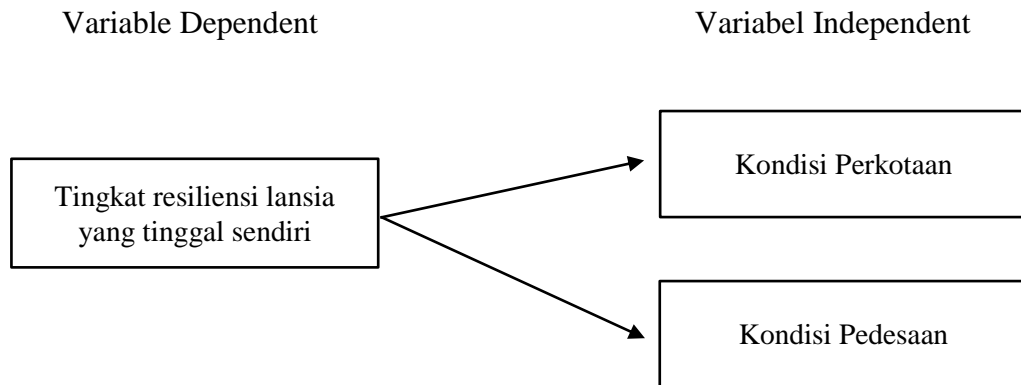 Variable Dependent
Variabel Independent
Kondisi Perkotaan
Tingkat resiliensi lansia
yang tinggal sendiri
Kondisi Pedesaan